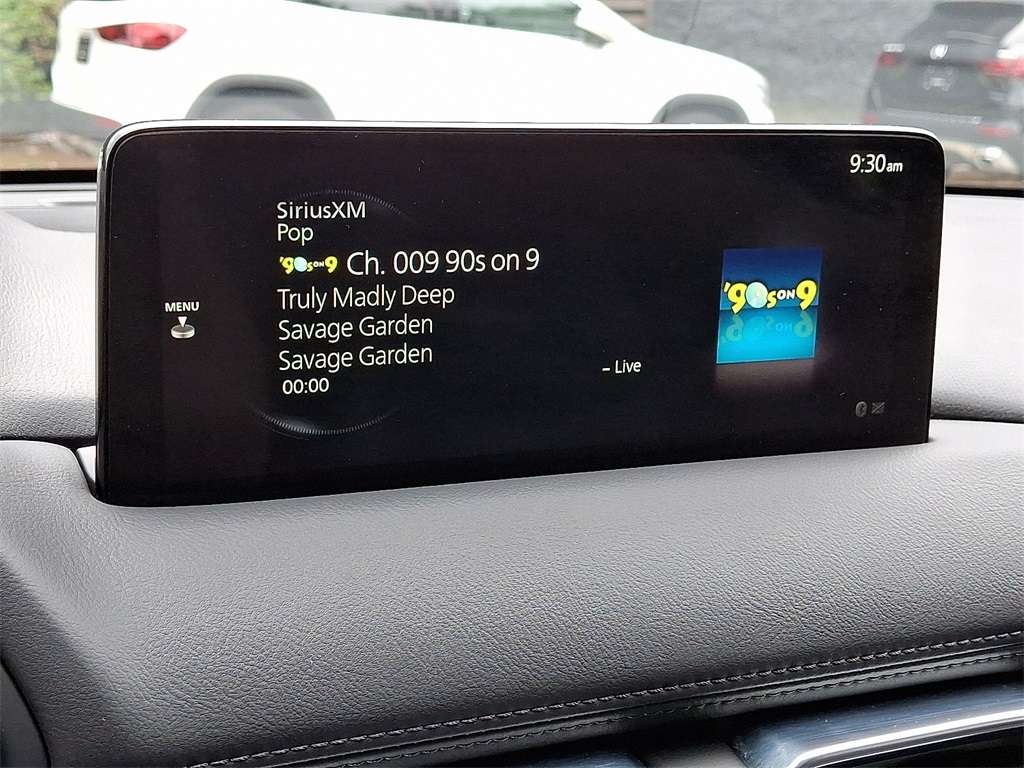 9:30am
SiriusXM
Pop
'90s ON 9 Ch. 009 90s on 9
Truly Madly Deep
Savage Garden
Savage Garden
00:00
– Live
MENU
'90s ON 9